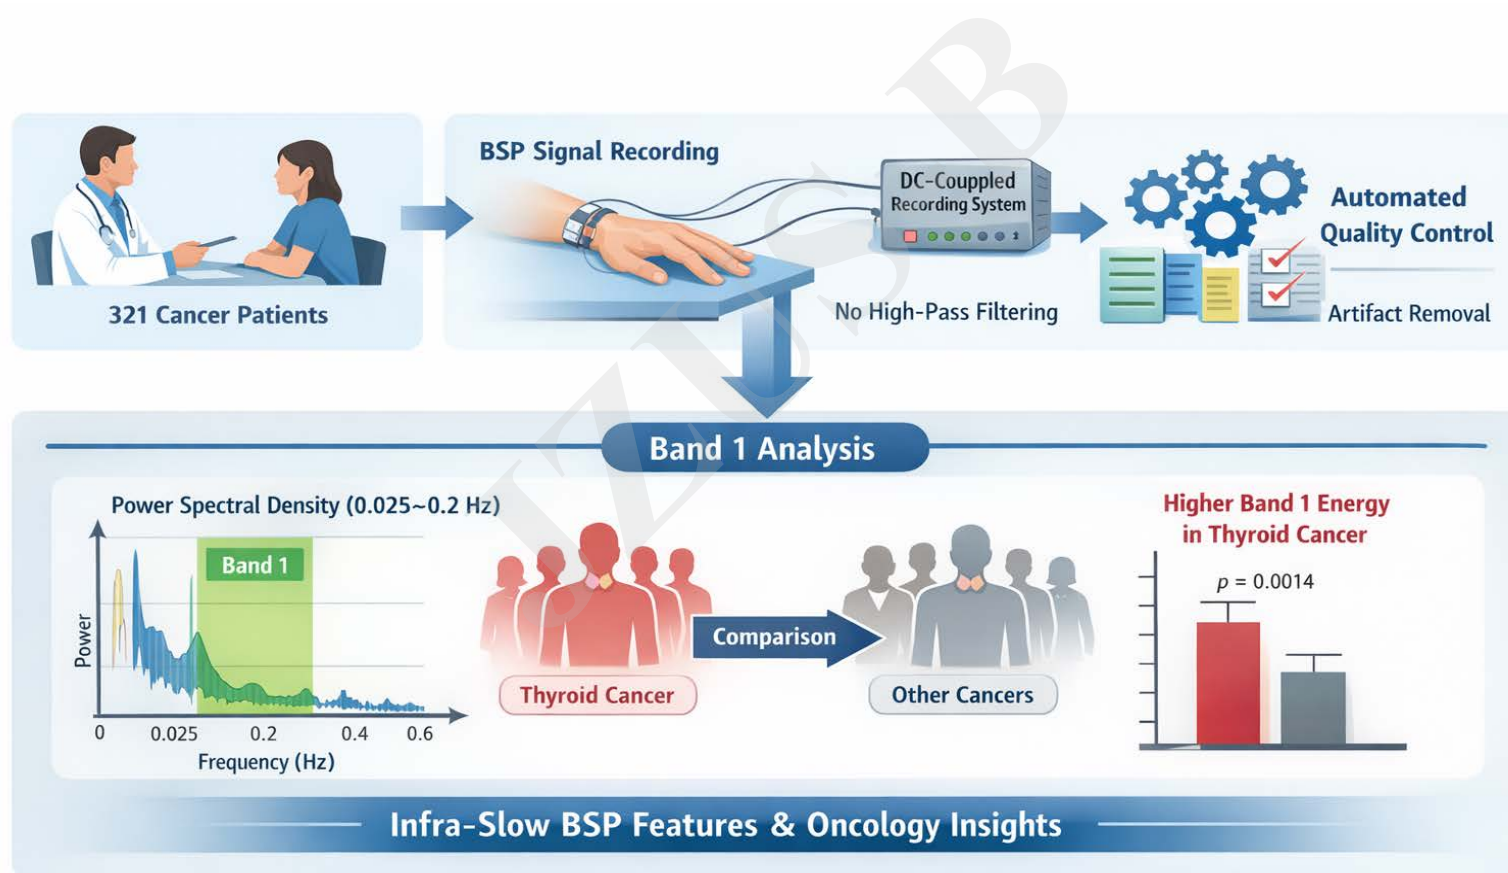 321 Cancer Patients
BSP Signal Recording
DC-Couppled
Recording System
No High-Pass Filtering
Automated
Quality Control
Artifact Removal
Band 1 Analysis
Power Spectral Density (0.025~0.2 Hz)
Band 1
Power
0 0.025 0.2 0.4 0.6
Frequency (Hz)
Thyroid Cancer
Comparison
Other Cancers
Higher Band 1 Energy
in Thyroid Cancer
p = 0.0014
Infra-Slow BSP Features & Oncology Insights
JZUSB